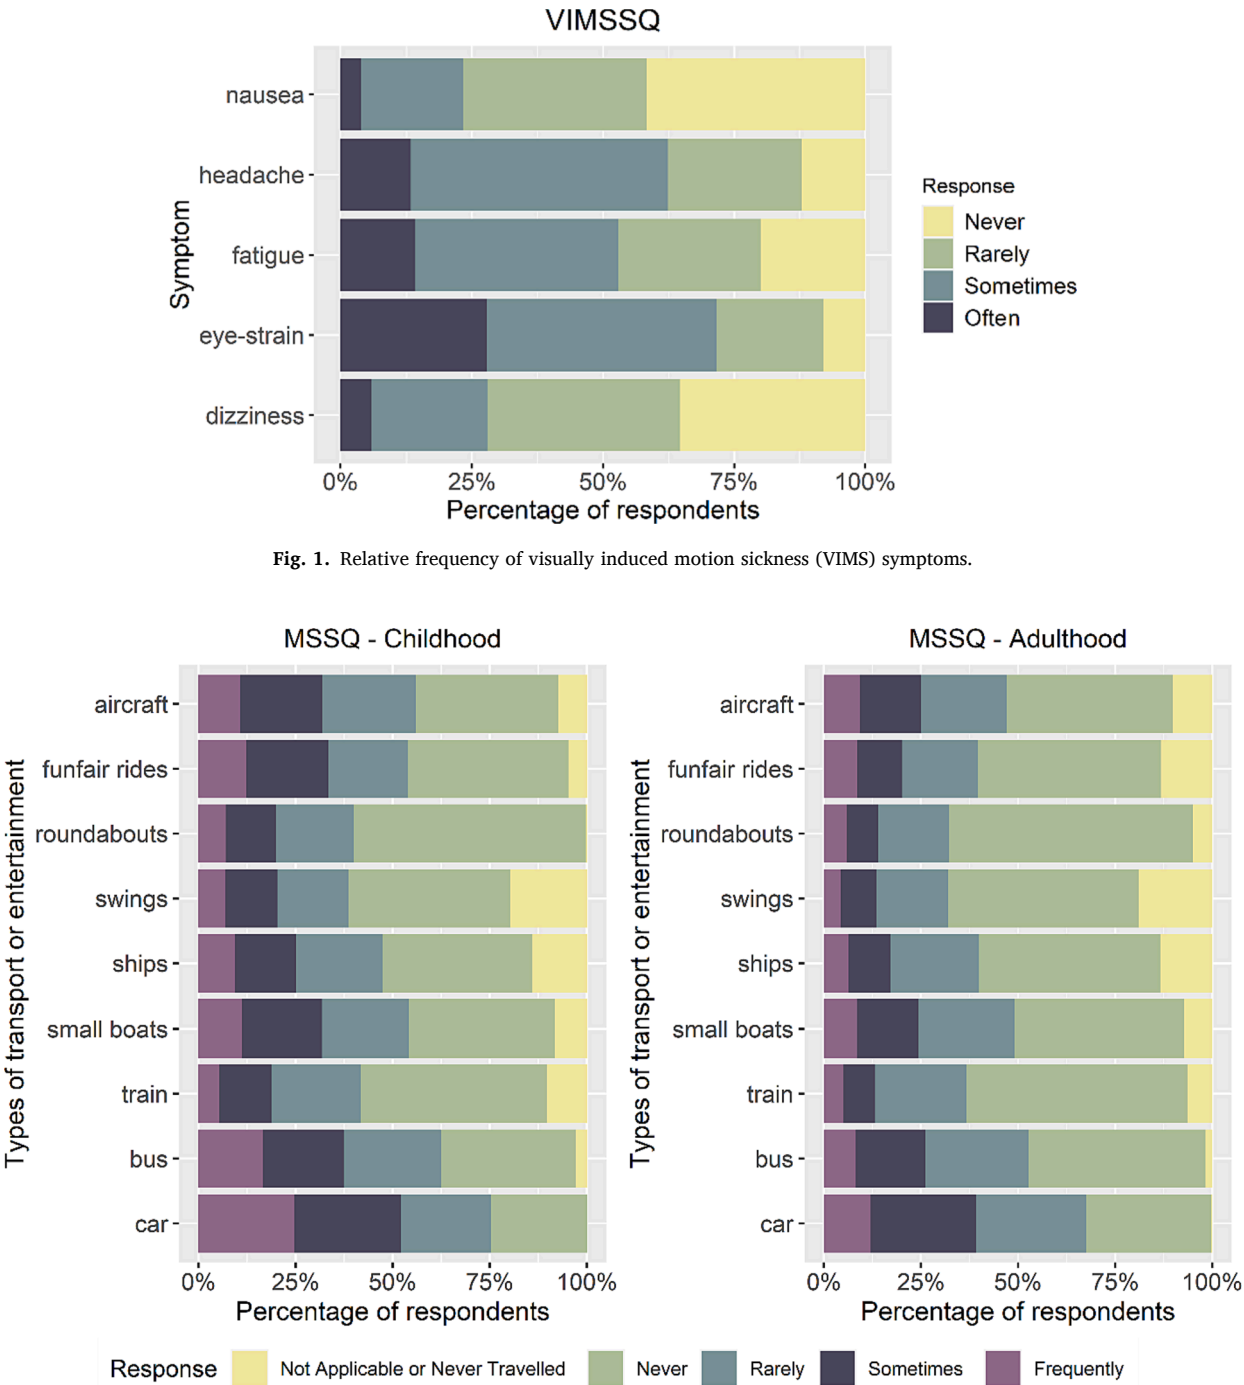 VIMSSQ
nausea
headache
fatigue
eye-strain
dizziness
Symptom
0% 25% 50% 75% 100%
Percentage of respondents
Response
Never
Rarely
Sometimes
Often
Fig. 1. Relative frequency of visually induced motion sickness (VIMS) symptoms.
MSSQ - Childhood
aircraft
funfair rides
roundabouts
swings
ships
small boats
train
bus
car
Types of transport or entertainment
0% 25% 50% 75% 100%
Percentage of respondents
MSSQ - Adulthood
aircraft
funfair rides
roundabouts
swings
ships
small boats
train
bus
car
Types of transport or entertainment
0% 25% 50% 75% 100%
Percentage of respondents
Response Not Applicable or Never Travelled Never Rarely Sometimes Frequently